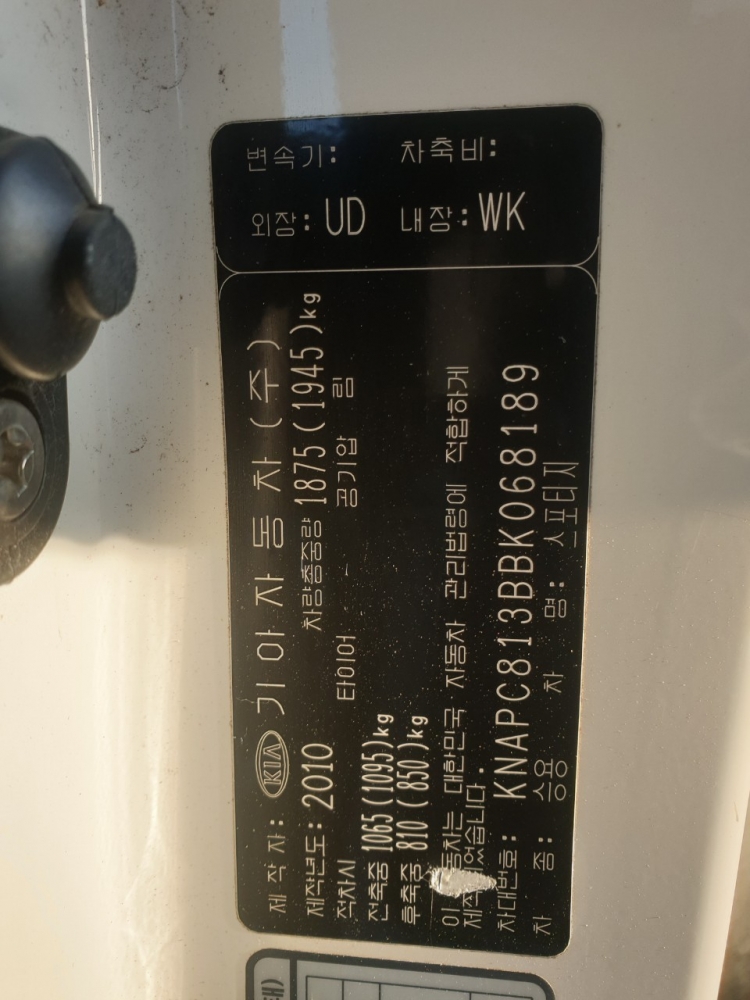 변속기: 차축비:
외장: UD 내장: WK
제 작 자: KIA 기 아 자 동 차 ( 주 )
제작년도: 2010 차량총중량 1875 (1945)kg
적차시 타이어 공기압 림
전축중 1065 (1095)kg
후축중 810 ( 850 )kg
이 동차는 대한민국 자동차 관리법령에 적합하게
제작 었습니다.
차대번호: KNAPC813BBK068189
차 종: 승용 차 명: 스포티지